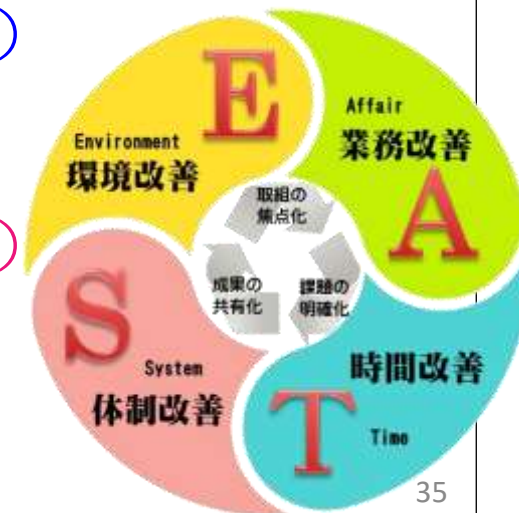 E
Environment
環境改善
Affair
業務改善
A
取組の
焦点化
成果の
共有化
課題の
明確化
S
System
体制改善
時間改善
T
Time
35